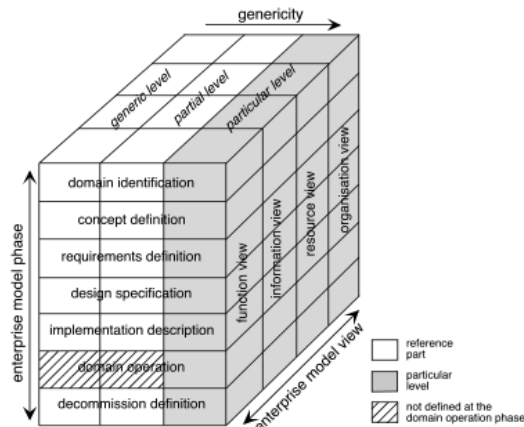 genericity
generic level
partial level
particular level
enterprise model phase
domain identification
concept definition
requirements definition
design specification
implementation description
domain operation
decommission definition
function view
information view
resource view
organisation view
enterprise model view
reference
part
particular
level
not defined at the
domain operation phase